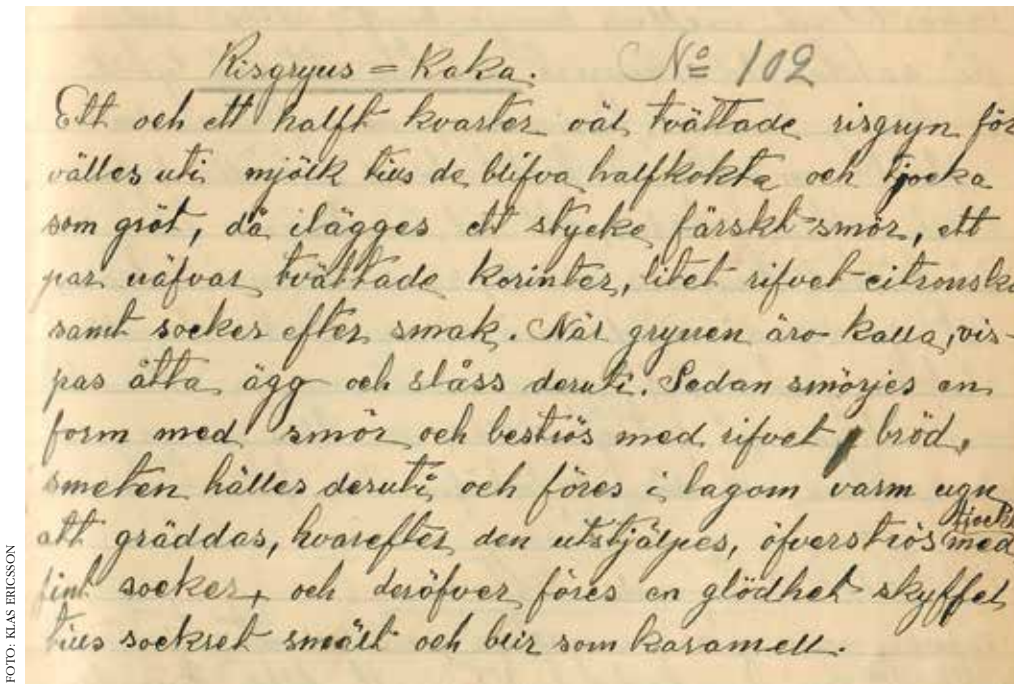 Risgryns=Kaka. No 102
Ett och ett halft kvarter väl tvättade risgryn för
välles uti mjölk tills de blifva halfkokta och tjocka
som gröt, då ilägges ett stycke färskt smör, ett
par näfvar tvättade korinter, litet rifvet citronska
samt socker efter smak. När grynen äro kalla, vis-
pas åtta ägg och slåss deruti. Sedan smörjes en
form med smör och beströs med rifvet bröd,
smeten hälles deruti, och föres i lagom varm ugn
att gräddas, hvarefter den utstjälpes, öfverströs tjockt med
fint socker, och deröfver föres en glödhet skyffel
tills sockret smält och blir som karamell.
FOTO: KLAS ERICSSON